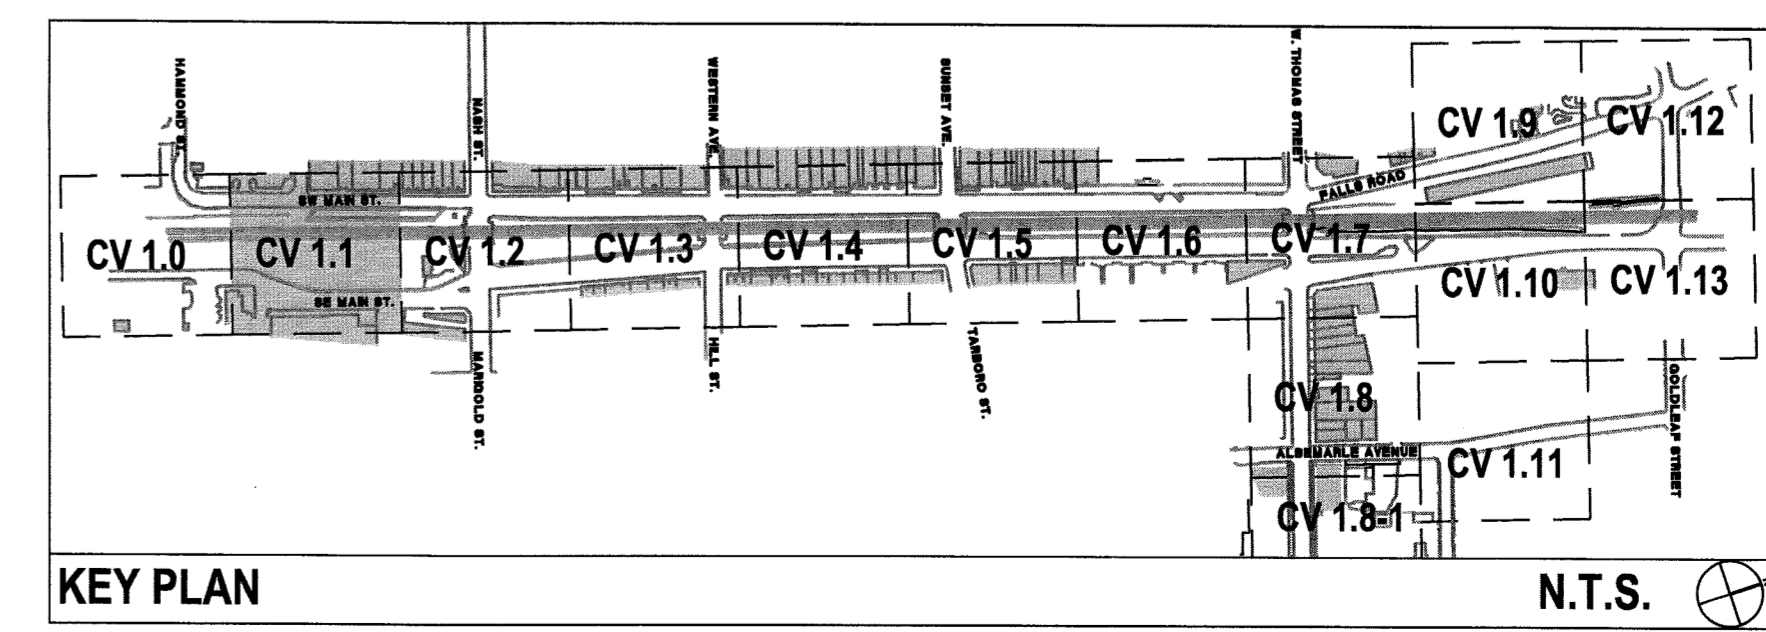 HAMMOND ST.
NASH ST.
WESTERN AVE.
SUNSET AVE.
W. THOMAS STREET
CV 1.9
CV 1.12
FALLS ROAD
SW MAIN ST.
CV 1.0
CV 1.1
CV 1.2
CV 1.3
CV 1.4
CV 1.5
CV 1.6
CV 1.7
CV 1.10
CV 1.13
SE MAIN ST.
MARIGOLD ST.
HILL ST.
TARBORO ST.
GOLDLEAF STREET
CV 1.8
ALBEMARLE AVENUE
CV 1.11
CV 1.8-1
KEY PLAN
N.T.S.